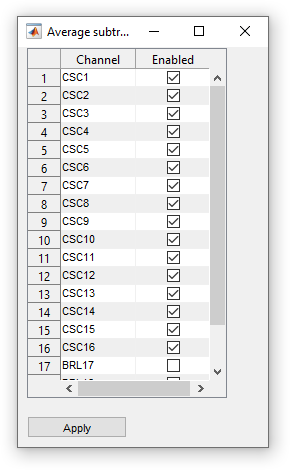 Average subtr...
Channel Enabled
1 CSC1
2 CSC2
3 CSC3
4 CSC4
5 CSC5
6 CSC6
7 CSC7
8 CSC8
9 CSC9
10 CSC10
11 CSC11
12 CSC12
13 CSC13
14 CSC14
15 CSC15
16 CSC16
17 BRL17
Apply